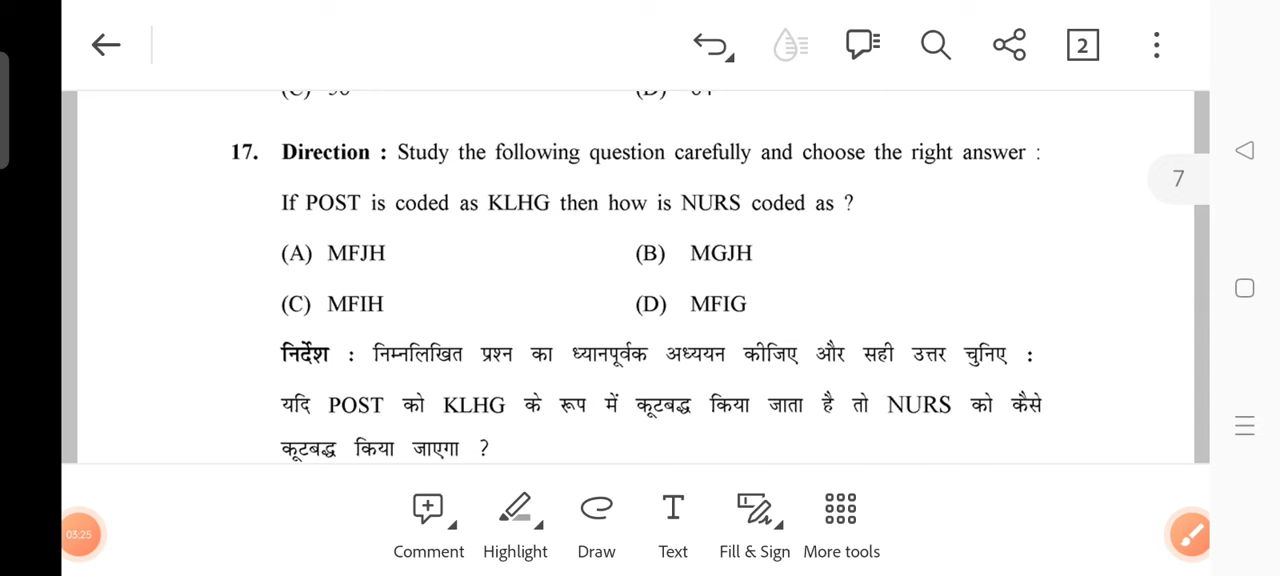 2
17. Direction : Study the following question carefully and choose the right answer :
7
If POST is coded as KLHG then how is NURS coded as ?
(A) MFJH (B) MGJH
(C) MFIH (D) MFIG
निर्देश : निम्नलिखित प्रश्न का ध्यानपूर्वक अध्ययन कीजिए और सही उत्तर चुनिए :
यदि POST को KLHG के रूप में कूटबद्ध किया जाता है तो NURS को कैसे
कूटबद्ध किया जाएगा ?
03:25
Comment Highlight Draw Text Fill & Sign More tools